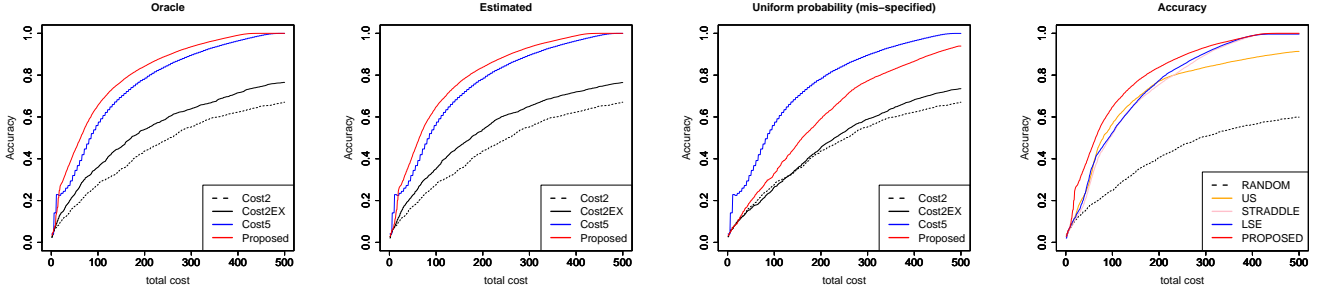 Oracle
Accuracy
0.0 0.2 0.4 0.6 0.8 1.0
0 100 200 300 400 500
total cost
Cost2
Cost2EX
Cost5
Proposed
Estimated
Accuracy
0.0 0.2 0.4 0.6 0.8 1.0
0 100 200 300 400 500
total cost
Cost2
Cost2EX
Cost5
Proposed
Uniform probability (mis−specified)
Accuracy
0.0 0.2 0.4 0.6 0.8 1.0
0 100 200 300 400 500
total cost
Cost2
Cost2EX
Cost5
Proposed
Accuracy
Accuracy
0.0 0.2 0.4 0.6 0.8 1.0
0 100 200 300 400 500
total cost
RANDOM
US
STRADDLE
LSE
PROPOSED